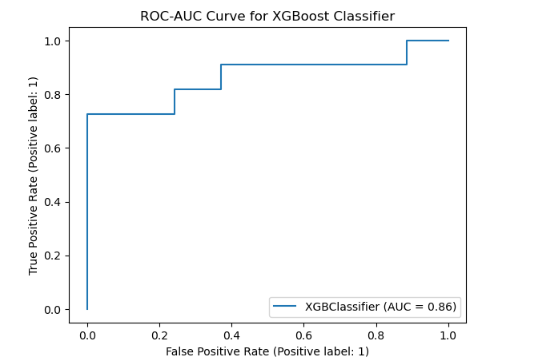 ROC-AUC Curve for XGBoost Classifier
True Positive Rate (Positive label: 1)
1.0
0.8
0.6
0.4
0.2
0.0
XGBClassifier (AUC = 0.86)
0.0 0.2 0.4 0.6 0.8 1.0
False Positive Rate (Positive label: 1)